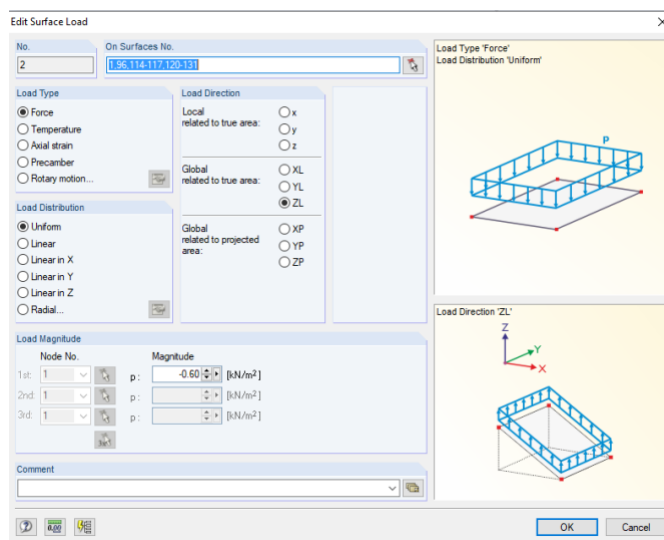 Edit Surface Load
No.
On Surfaces No.
2
1,96,114-117,120-131
Load Type 'Force'
Load Distribution 'Uniform'
Load Type
Force
Temperature
Axial strain
Precamber
Rotary motion...
Load Direction
Local
related to true area:
x
y
z
Global
related to true area:
XL
YL
ZL
Global
related to projected
area:
XP
YP
ZP
p
Load Distribution
Uniform
Linear
Linear in X
Linear in Y
Linear in Z
Radial...
Load Direction 'ZL'
Z
Y
X
Load Magnitude
Node No. Magnitude
1st: 1 p: -0.60 [kN/m²]
2nd: 1 p: [kN/m²]
3rd: 1 p: [kN/m²]
Comment
0.00
OK Cancel